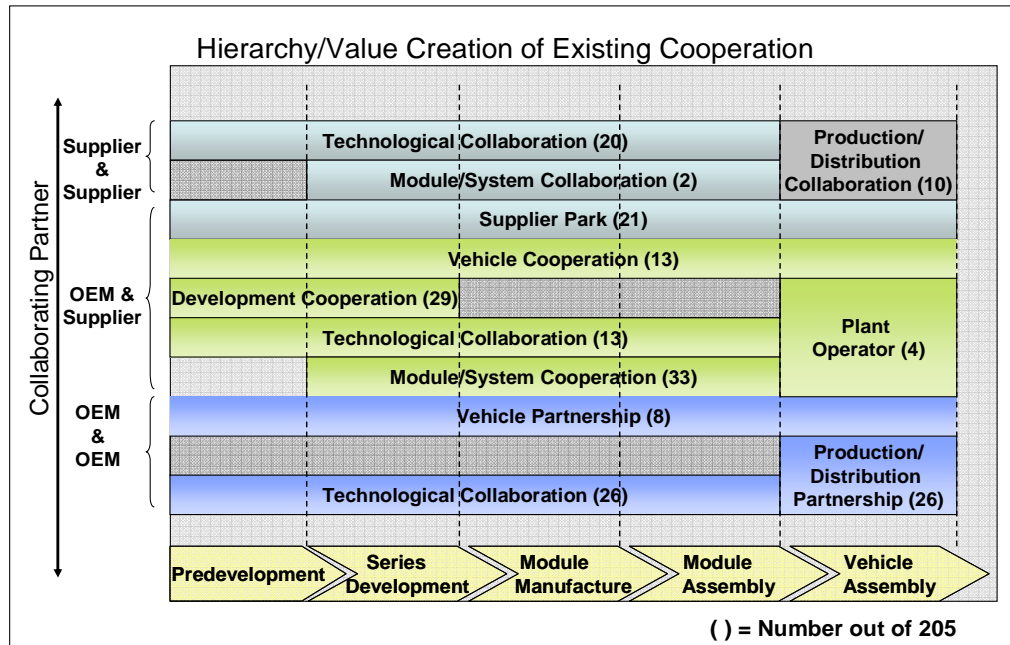 Hierarchy/Value Creation of Existing Cooperation
Collaborating Partner
Supplier
&
Supplier
Technological Collaboration (20)
Module/System Collaboration (2)
Production/
Distribution
Collaboration (10)
OEM &
Supplier
Supplier Park (21)
Vehicle Cooperation (13)
Development Cooperation (29)
Technological Collaboration (13)
Module/System Cooperation (33)
Plant
Operator (4)
OEM
&
OEM
Vehicle Partnership (8)
Technological Collaboration (26)
Production/
Distribution
Partnership (26)
Predevelopment
Series
Development
Module
Manufacture
Module
Assembly
Vehicle
Assembly
( ) = Number out of 205